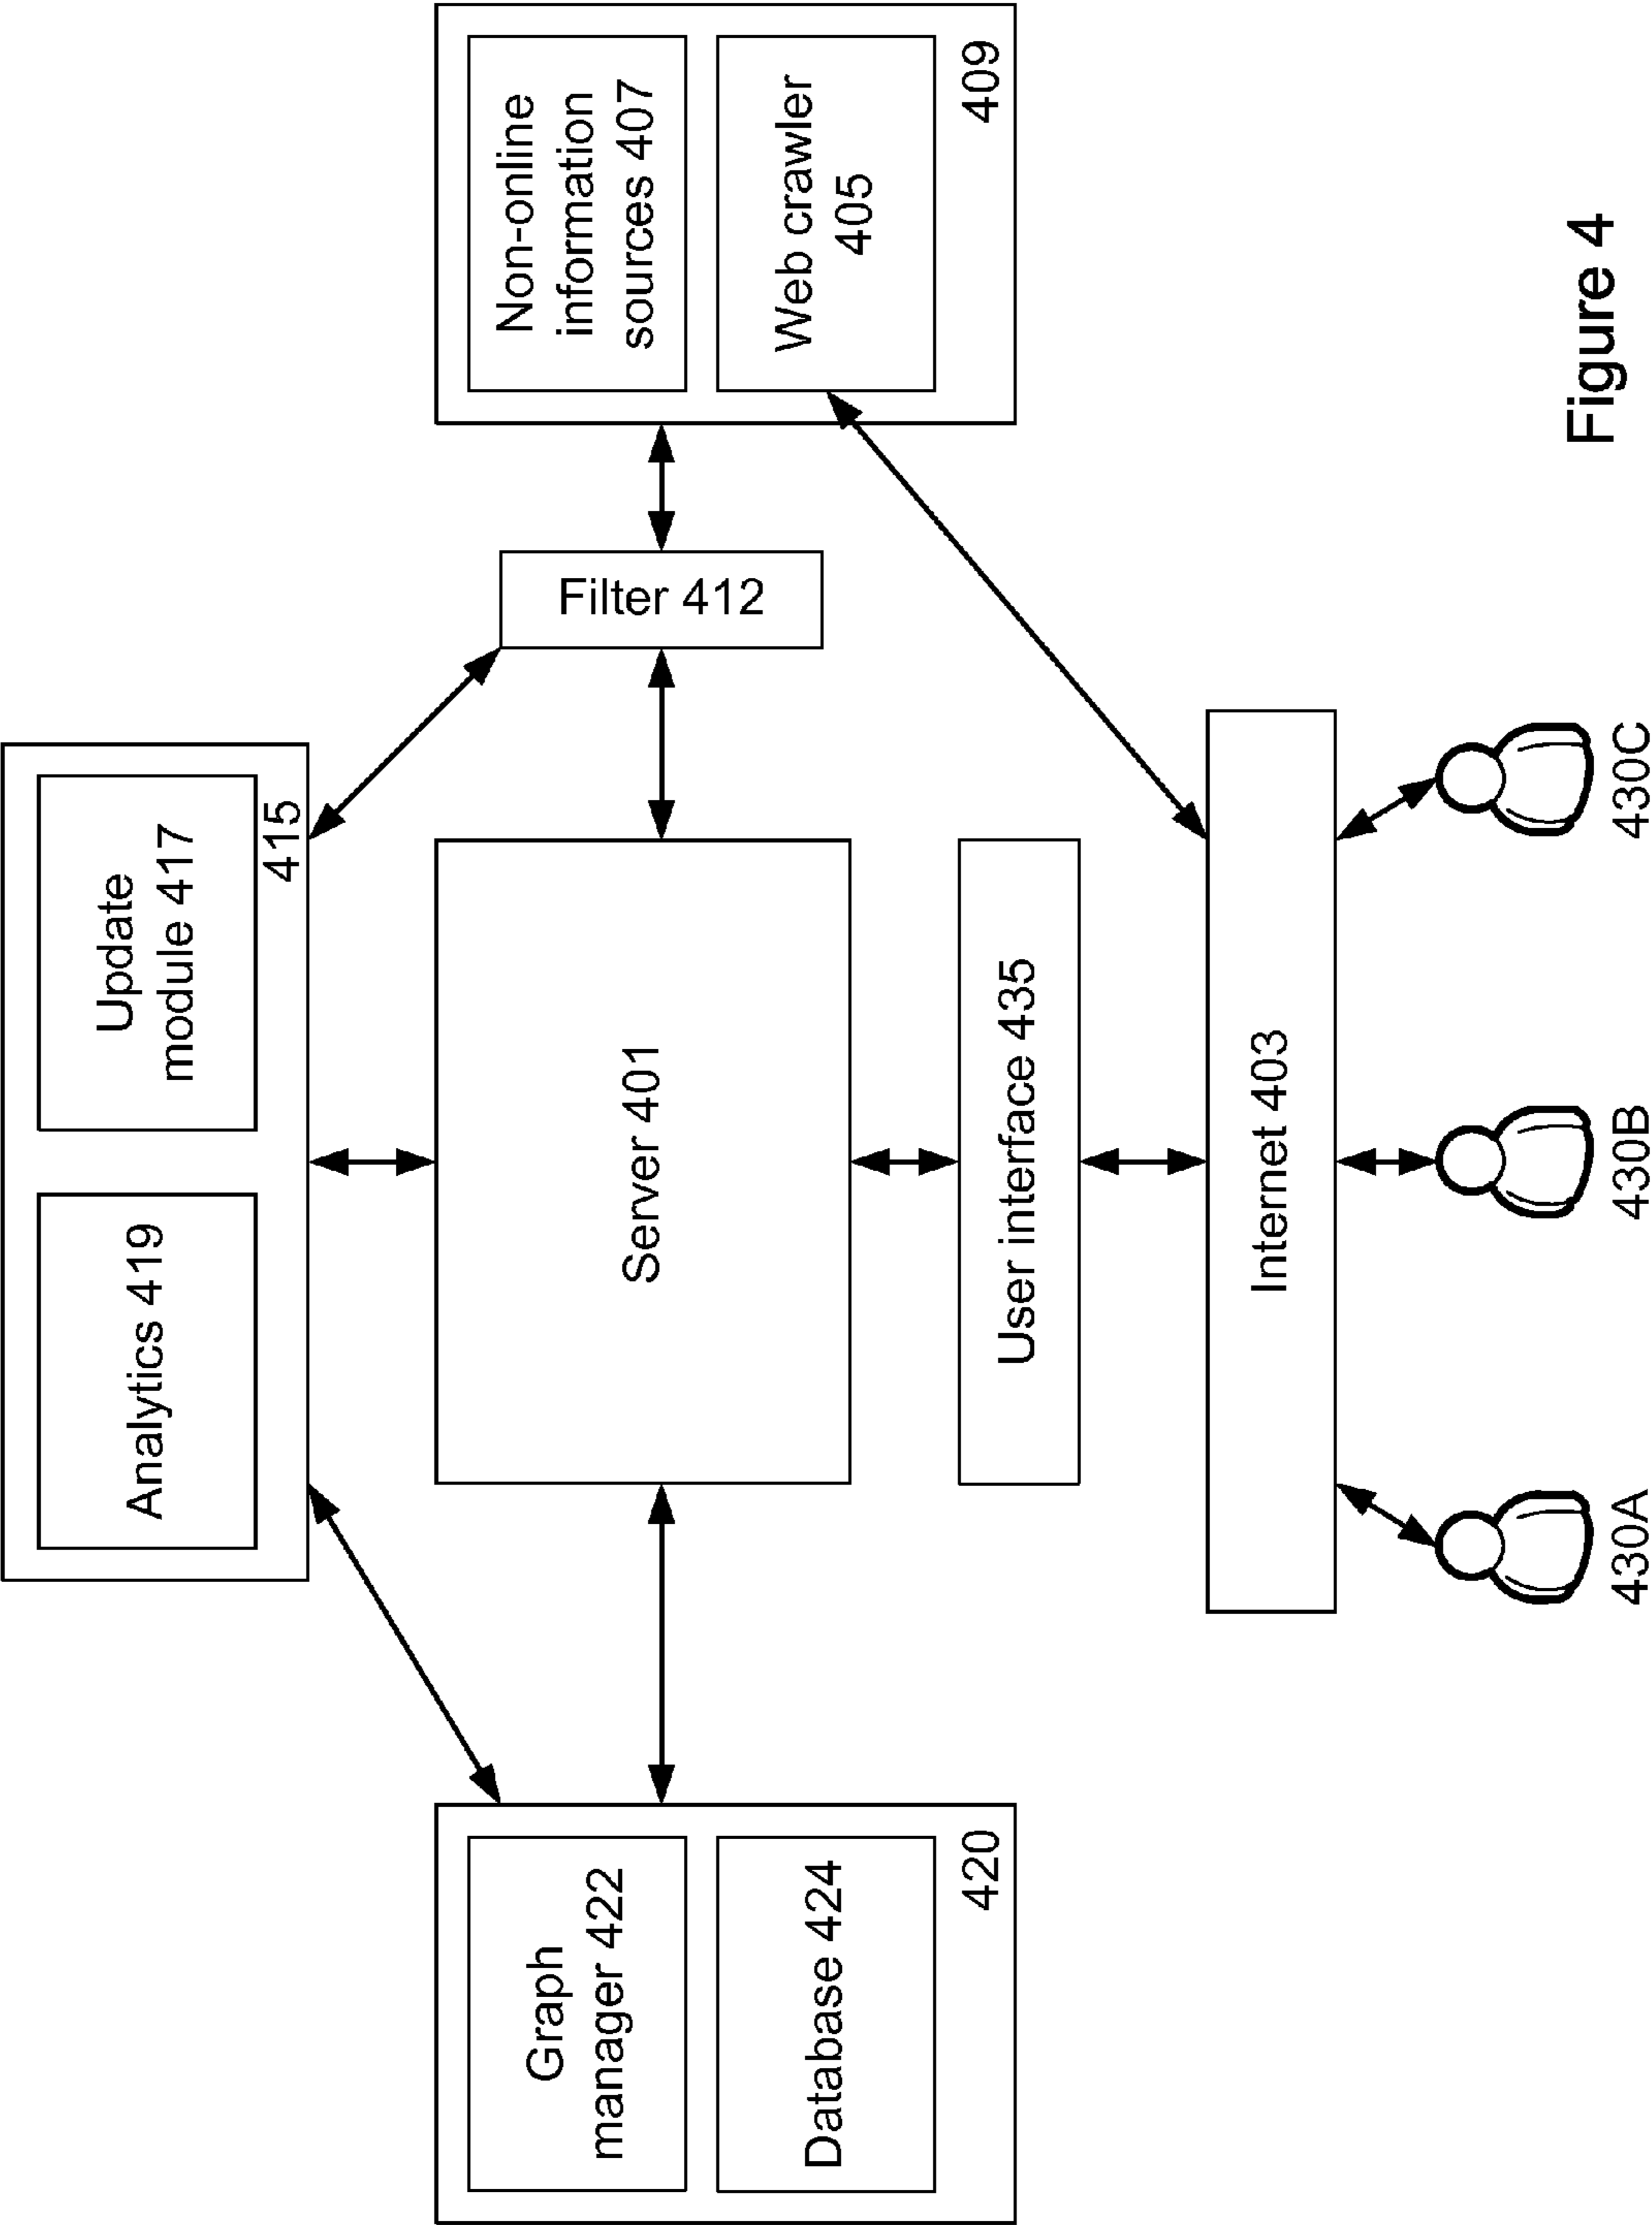 Analytics 419
Update
module 417
415
Graph
manager 422
Database 424
420
Server 401
Filter 412
Non-online
information
sources 407
Web crawler
405
409
User interface 435
Internet 403
430A
430B
430C
Figure 4